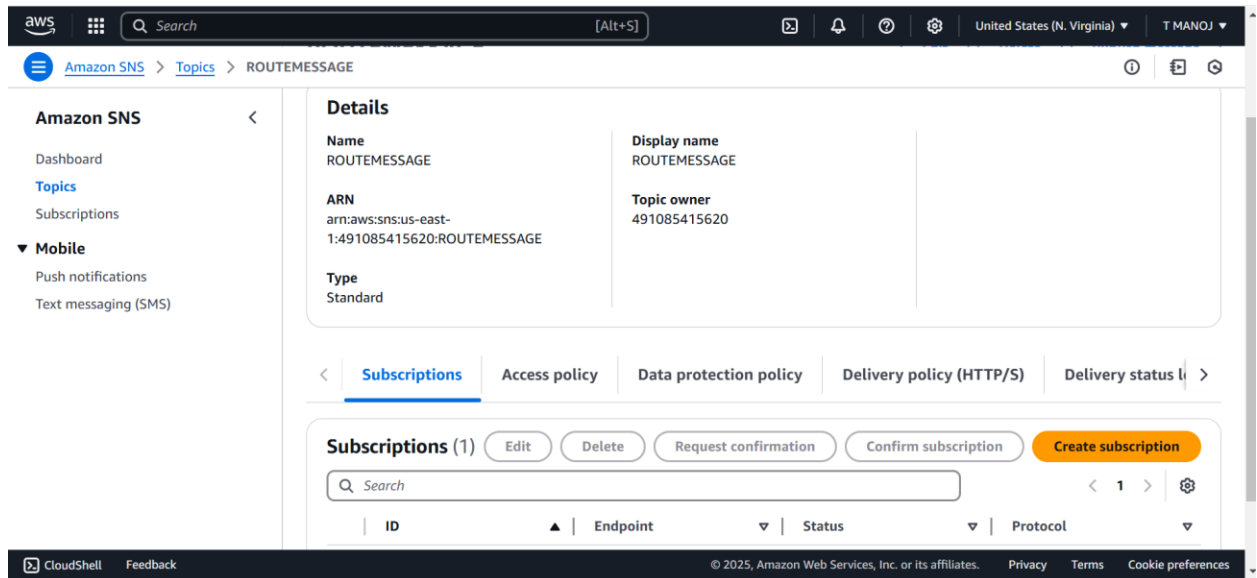 aws
Search
[Alt+S]
United States (N. Virginia)
T MANOJ
Amazon SNS > Topics > ROUTEMESSAGE
Amazon SNS
Dashboard
Topics
Subscriptions
Mobile
Push notifications
Text messaging (SMS)
Details
Name
ROUTEMESSAGE
Display name
ROUTEMESSAGE
ARN
arn:aws:sns:us-east-
1:491085415620:ROUTEMESSAGE
Topic owner
491085415620
Type
Standard
Subscriptions
Access policy
Data protection policy
Delivery policy (HTTP/S)
Delivery status
Subscriptions (1)
Edit
Delete
Request confirmation
Confirm subscription
Create subscription
Search
1
ID
Endpoint
Status
Protocol
CloudShell
Feedback
© 2025, Amazon Web Services, Inc. or its affiliates.
Privacy
Terms
Cookie preferences